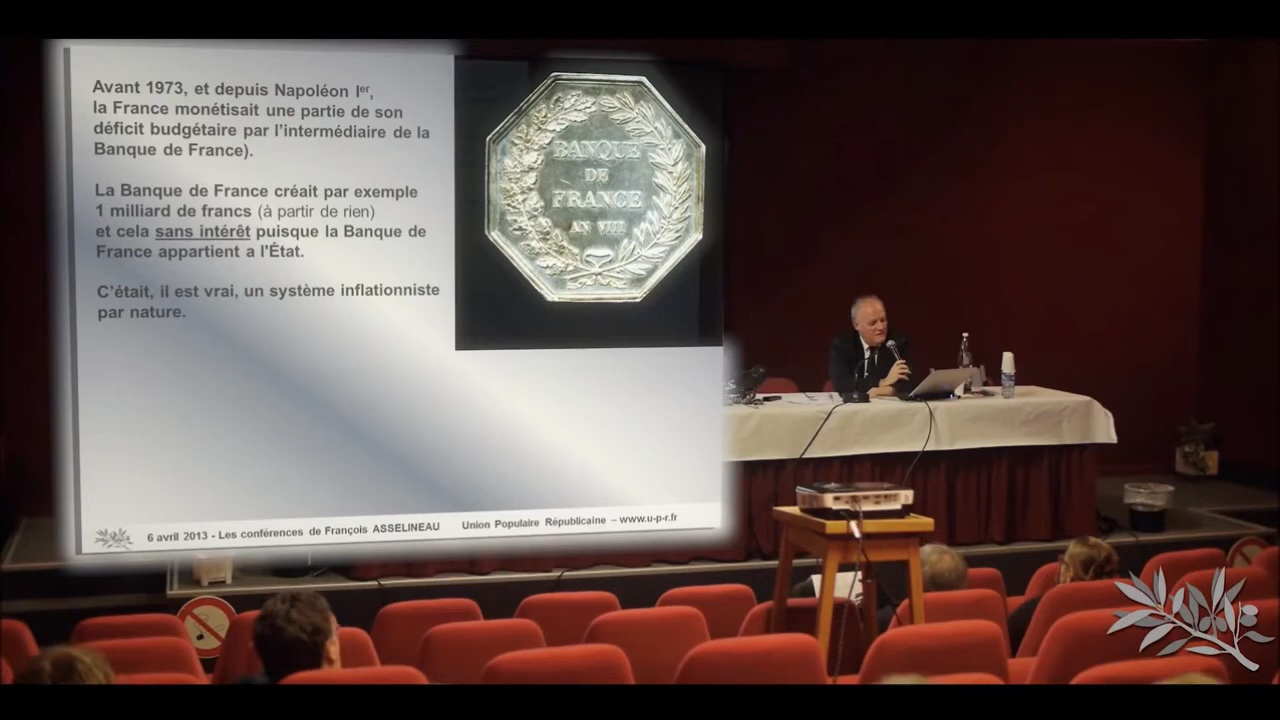 Avant 1973, et depuis Napoléon Iᵉʳ,
la France monétisait une partie de son
déficit budgétaire par l'intermédiaire de la
Banque de France).
La Banque de France créait par exemple
1 milliard de francs (à partir de rien)
et cela sans intérêt puisque la Banque de
France appartient a l'État.
C'était, il est vrai, un système inflationniste
par nature.
BANQUE
DE
FRANCE
AN VIII
6 avril 2013 - Les conférences de François ASSELINEAU Union Populaire Républicaine – www.u-p-r.fr